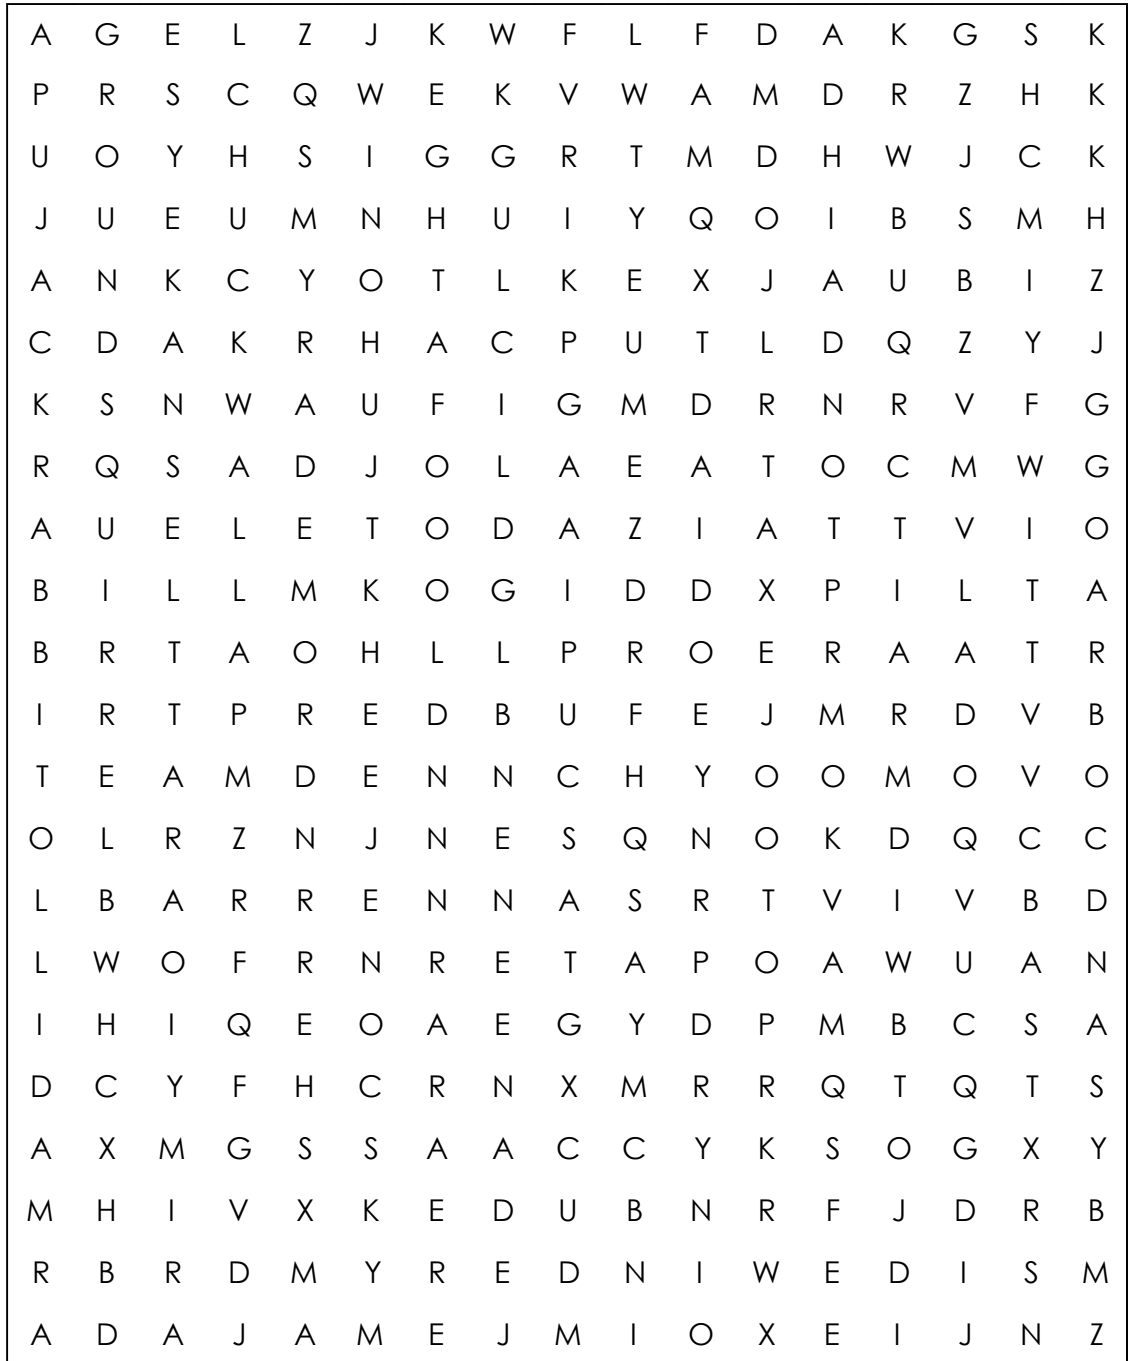 A G E L Z J K W F L F D A K G S K
P R S C Q W E K V W A M D R Z H K
U O Y H S I G G R T M D H W J C K
J U E U M N H U I Y Q O I B S M H
A N K C Y O T L K E X J A U B I Z
C D A K R H A C P U T L D Q Z Y J
K S N W A U F I G M D R N R V F G
R Q S A D J O L A E A T O C M W G
A U E L E T O D A Z I A T T V I O
B I L L M K O G I D D X P I L T A
B R T A O H L L P R O E R A A T R
I R T P R E D B U F E J M R D V B
T E A M D E N N C H Y O O M O V O
O L R Z N J N E S Q N O K D Q C C
L B A R R E N N A S R T V I V B D
L W O F R N R E T A P O A W U A N
I H I Q E O A E G Y D P M B C S A
D C Y F H C R N X M R R Q T Q T S
A X M G S S A A C C Y K S O G X Y
M H I V X K E D U B N R F J D R B
R B R D M Y R E D N I W E D I S M
A D A J A M E J M I O X E I J N Z